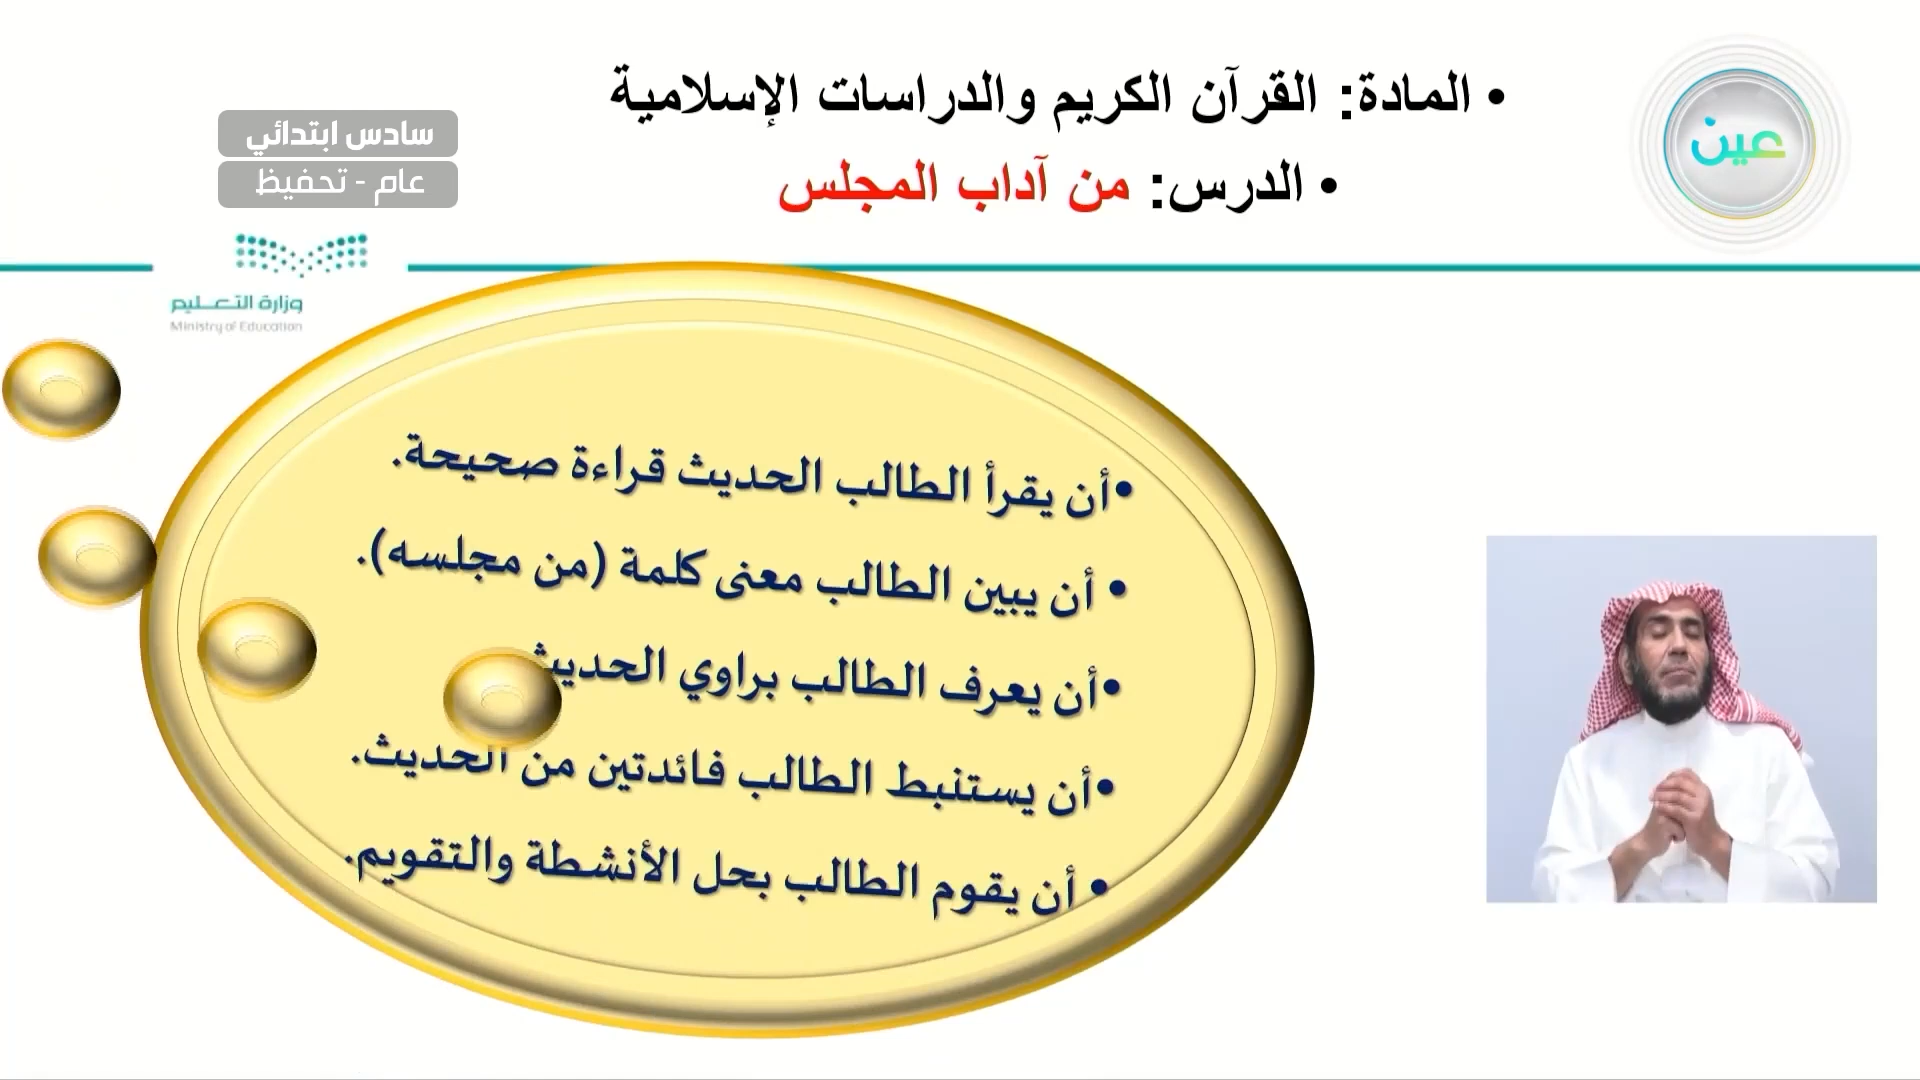 • المادة: القرآن الكريم والدراسات الإسلامية
• الدرس: من آداب المجلس
عين
سادس ابتدائي
عام - تحفيظ
وزارة التعليم
Ministry of Education
•أن يقرأ الطالب الحديث قراءة صحيحة.
• أن يبين الطالب معنى كلمة (من مجلسه).
•أن يعرف الطالب براوي الحديث
•أن يستنبط الطالب فائدتين من الحديث.
• أن يقوم الطالب بحل الأنشطة والتقويم.